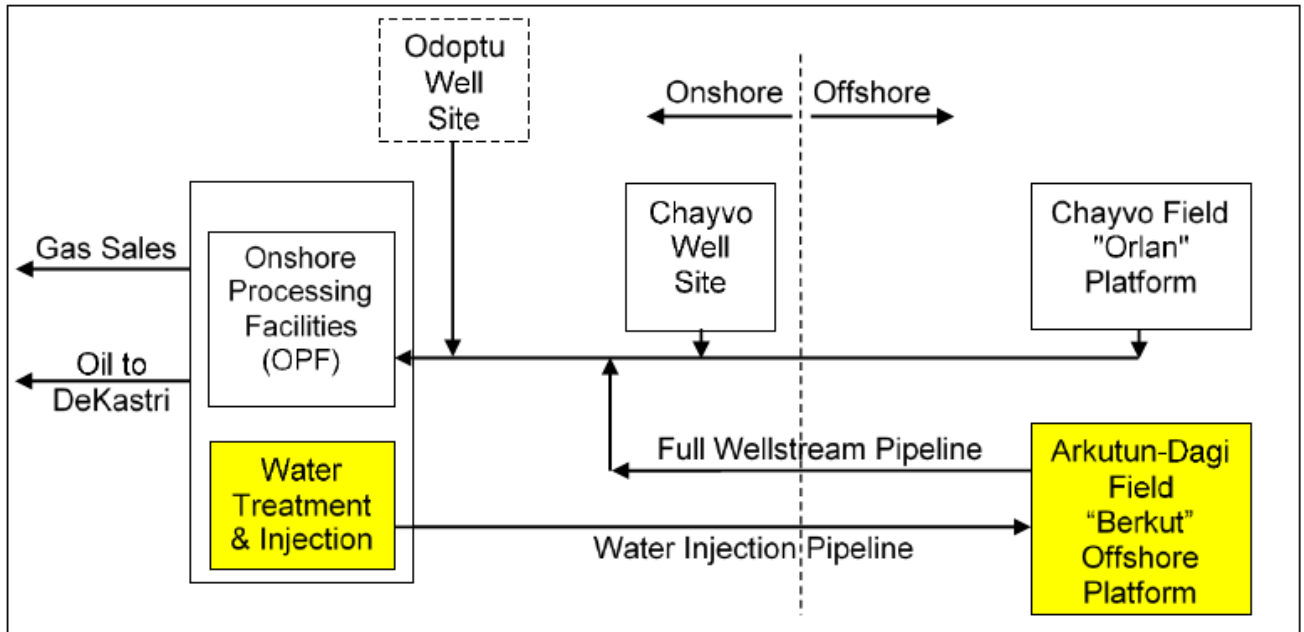 Odoptu
Well
Site
Onshore
Offshore
Gas Sales
Oil to
DeKastri
Onshore
Processing
Facilities
(OPF)
Chayvo
Well
Site
Chayvo Field
"Orlan"
Platform
Water
Treatment
& Injection
Full Wellstream Pipeline
Water Injection Pipeline
Arkutun-Dagi
Field
“Berkut”
Offshore
Platform